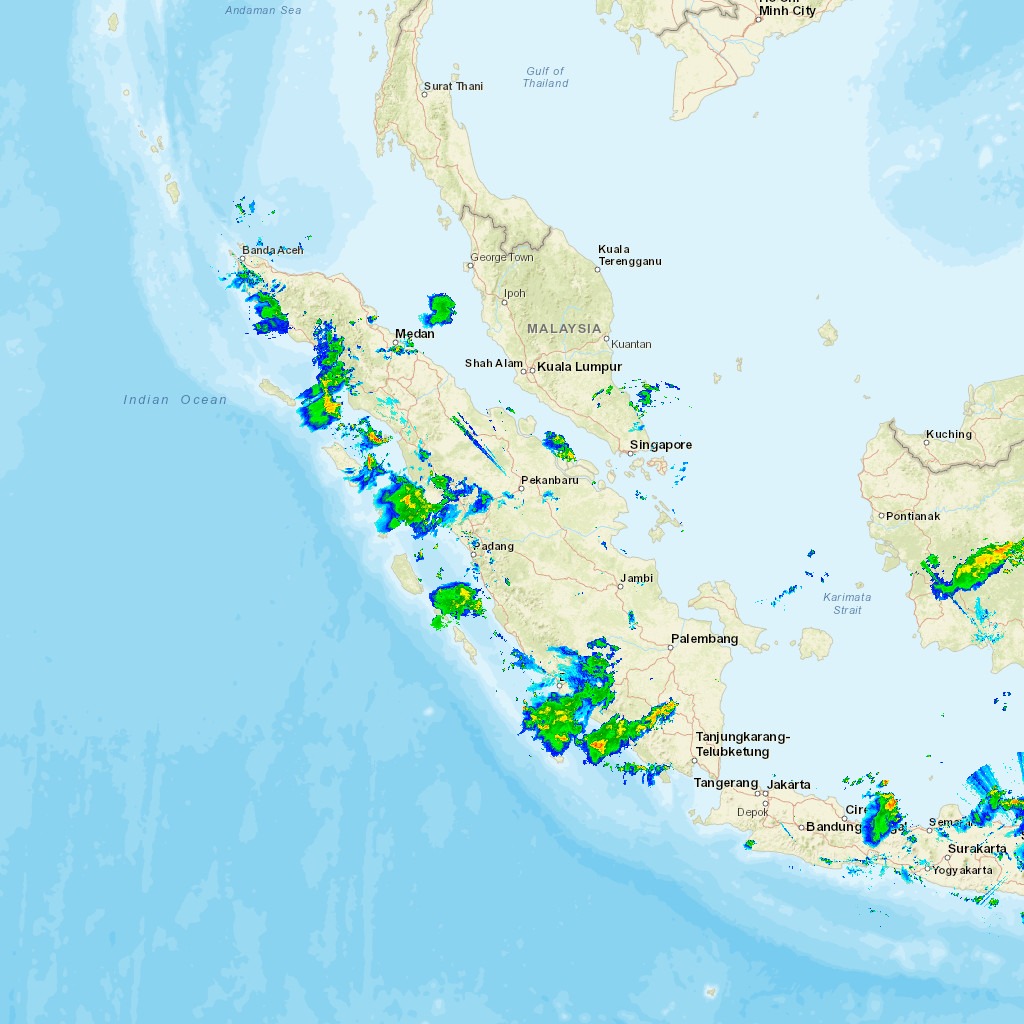 Andaman Sea
Minh City
Gulf of
Thailand
Surat Thani
Banda Aceh
George Town
Kuala
Terengganu
Ipoh
MALAYSIA
Medan
Kuantan
Shah Alam
Kuala Lumpur
Indian Ocean
Singapore
Kuching
Pekanbaru
Pontianak
Padang
Jambi
Karimata
Strait
Palembang
Tanjungkarang-
Telubketung
Tangerang
Jakarta
Depok
Bandung
Surakarta
Yogyakarta